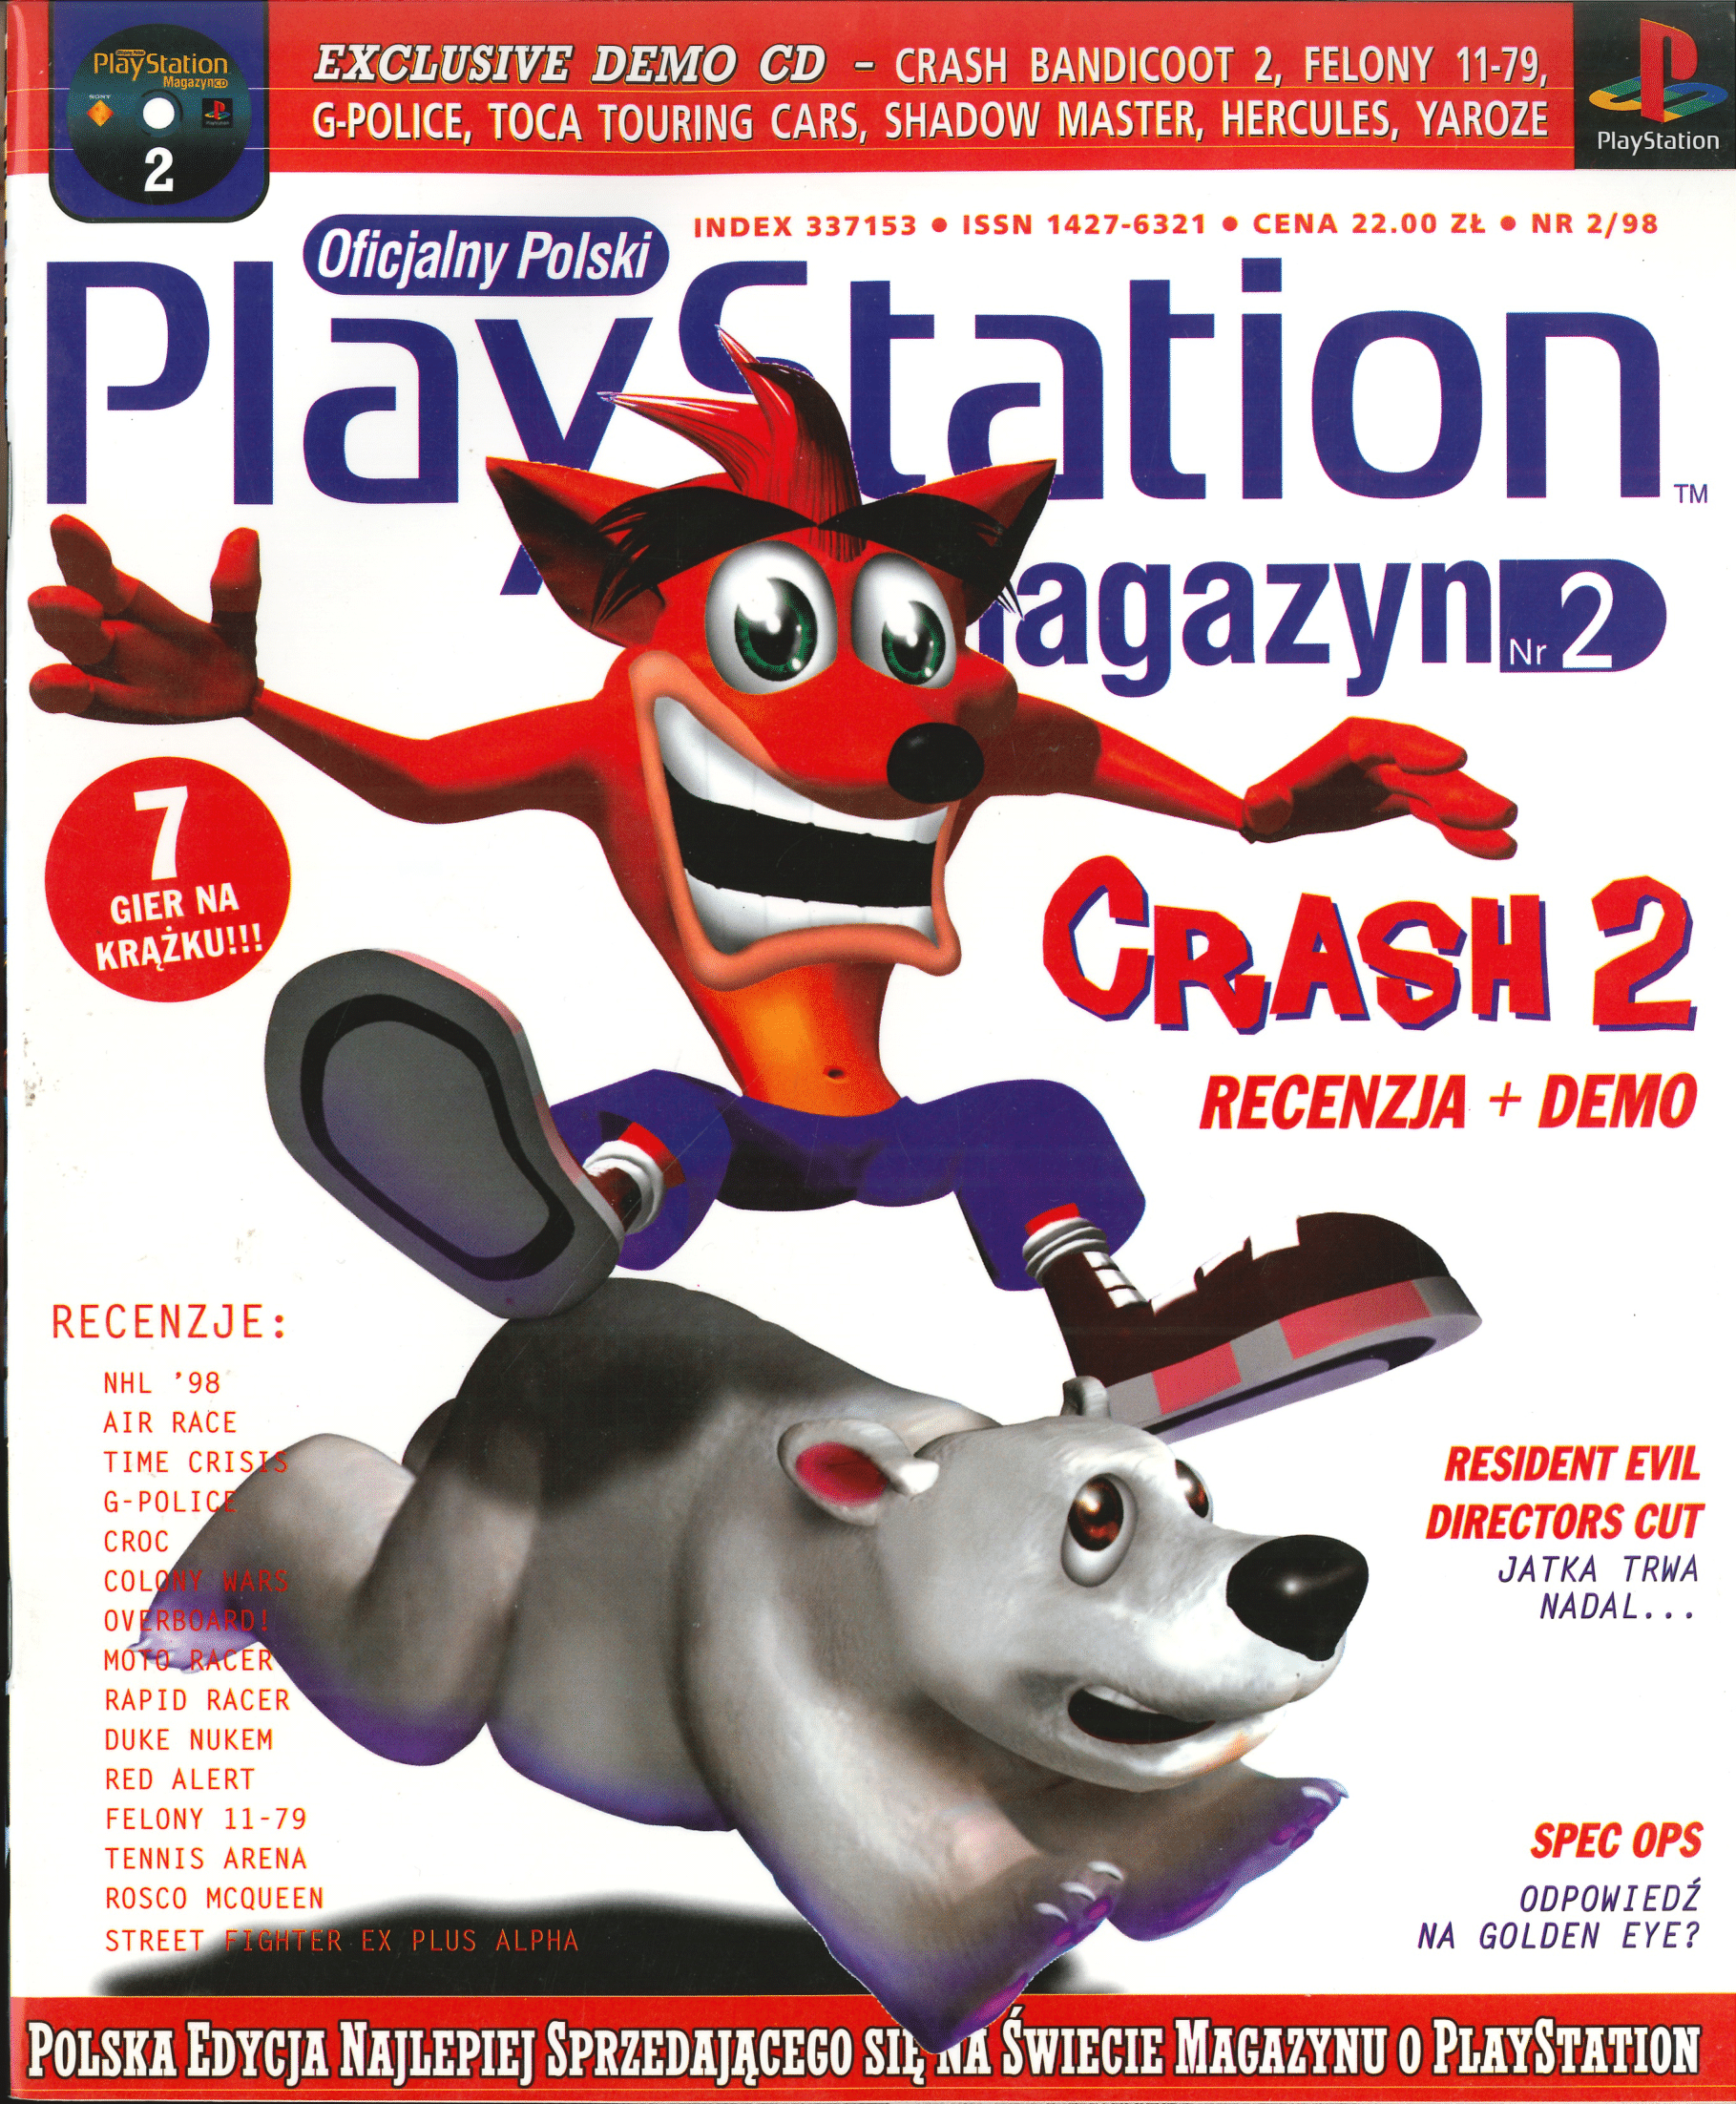 PlayStation
Magazyn CD
SONY
2
EXCLUSIVE DEMO CD – CRASH BANDICOOT 2, FELONY 11-79,
G-POLICE, TOCA TOURING CARS, SHADOW MASTER, HERCULES, YAROZE
PlayStation
INDEX 337153 • ISSN 1427-6321 • CENA 22.00 ZŁ • NR 2/98
Oficjalny Polski
PlayStation™
magazyn Nr 2
7
GIER NA
KRĄŻKU!!!
CRASH 2
RECENZJA + DEMO
RECENZJE:
NHL '98
AIR RACE
TIME CRISIS
G-POLICE
CROC
COLONY WARS
OVERBOARD!
MOTO RACER
RAPID RACER
DUKE NUKEM
RED ALERT
FELONY 11-79
TENNIS ARENA
ROSCO MCQUEEN
STREET FIGHTER EX PLUS ALPHA
RESIDENT EVIL
DIRECTORS CUT
JATKA TRWA
NADAL...
SPEC OPS
ODPOWIEDŹ
NA GOLDEN EYE?
POLSKA EDYCJA NAJLEPIEJ SPRZEDAJĄCEGO SIĘ NA ŚWIECIE MAGAZYNU O PLAYSTATION